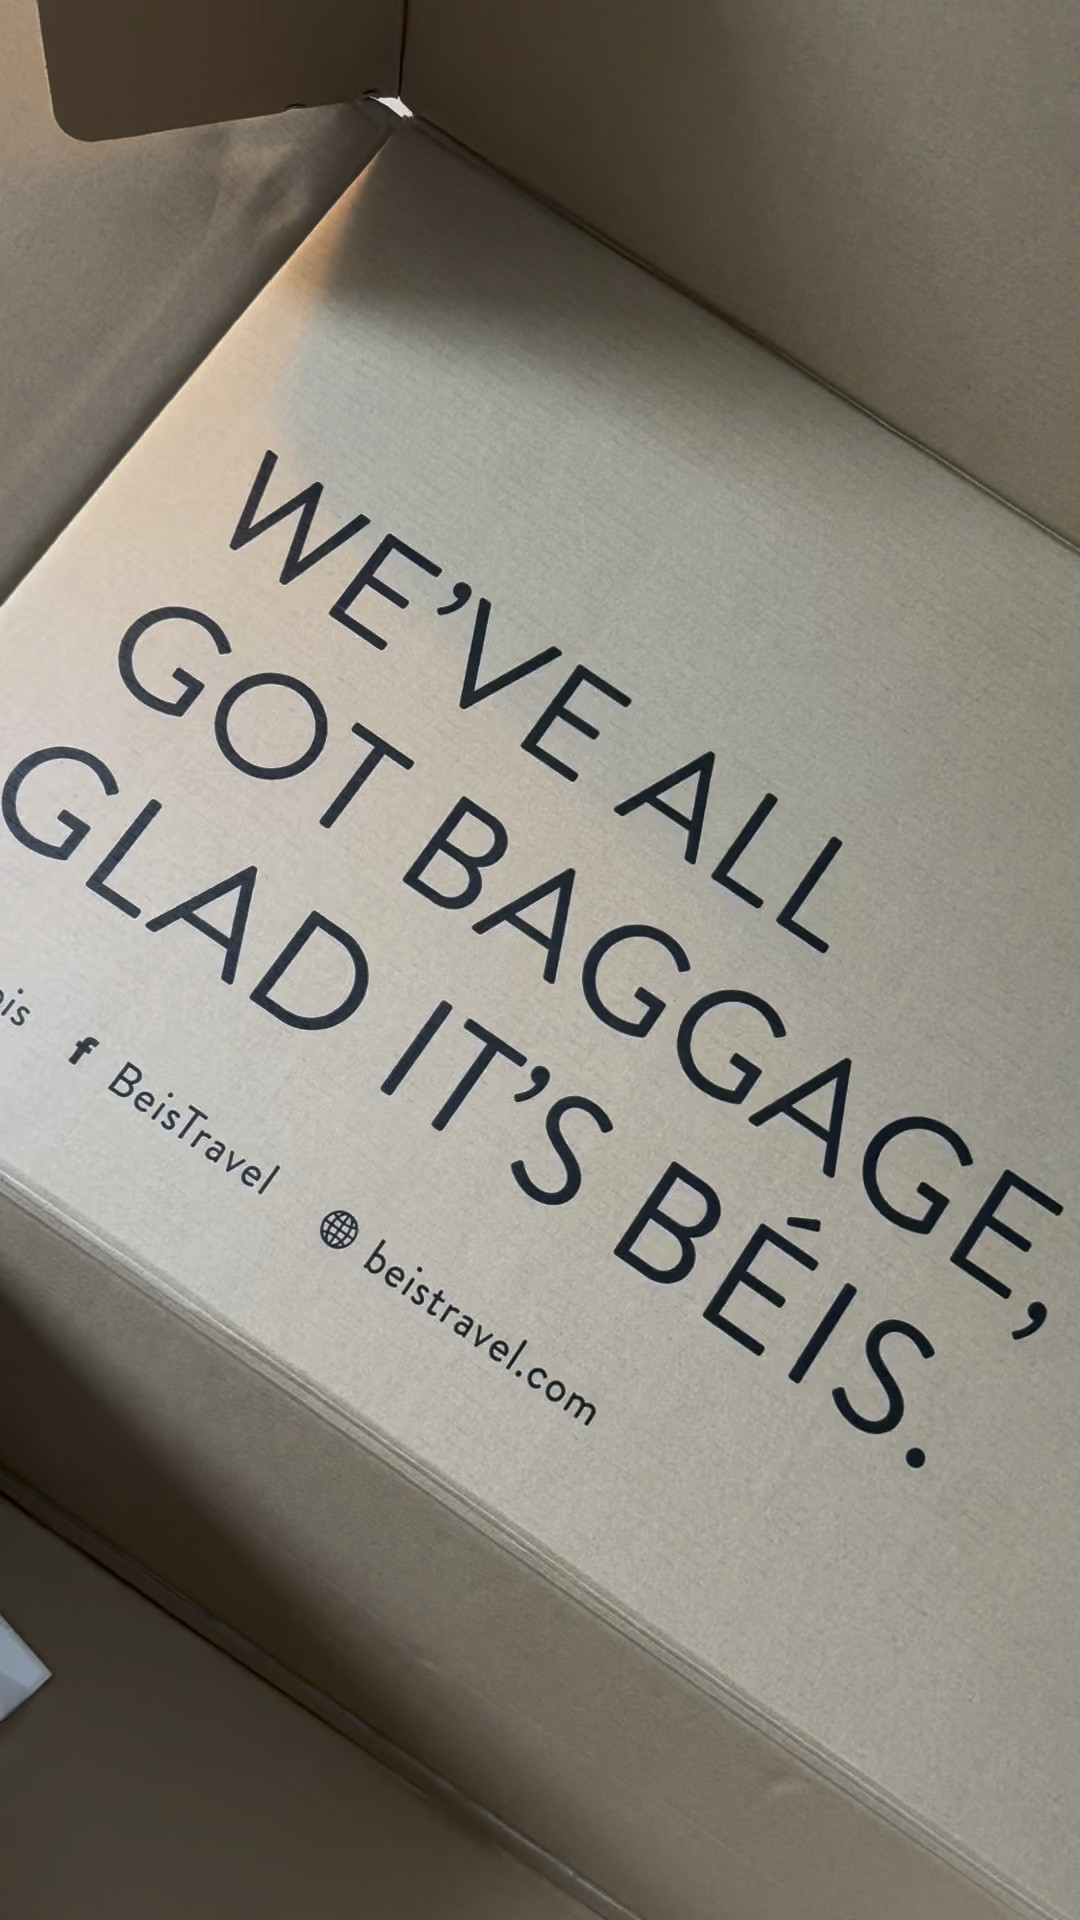 WE'VE ALL
GOT BAGGAGE,
GLAD IT'S BÉIS.
f BeisTravel beistravel.com